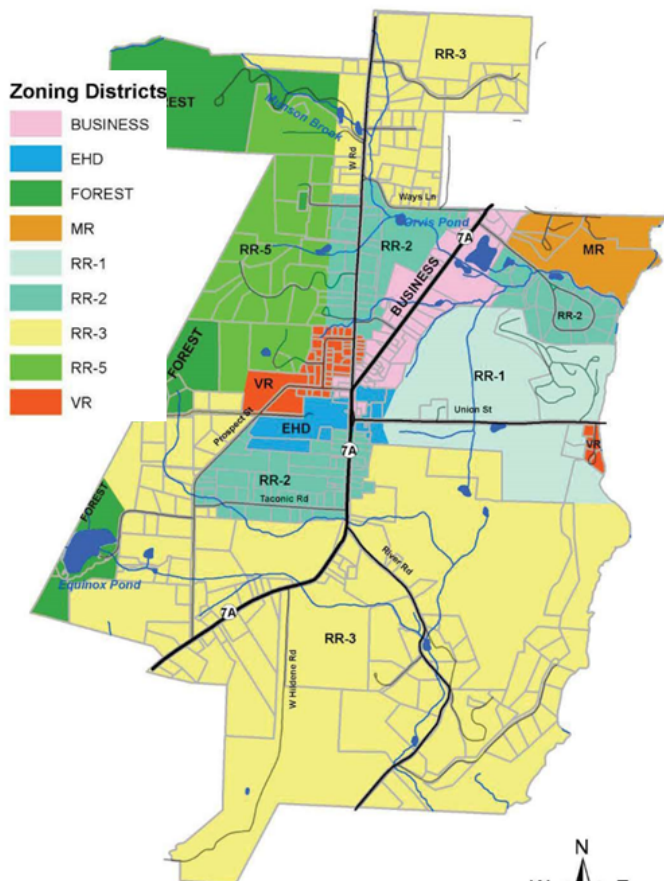 RR-3
Zoning Districts
BUSINESS
EHD
FOREST
MR
RR-1
RR-2
RR-3
RR-5
VR
Munson Brook
W Rd
Ways Ln
Orvis Pond
7A
MR
RR-5
RR-2
BUSINESS
RR-2
FOREST
RR-1
VR
Prospect St
Union St
EHD
7A
VR
RR-2
Taconic Rd
FOREST
Equinox Pond
River Rd
7A
RR-3
W Hildene Rd
N